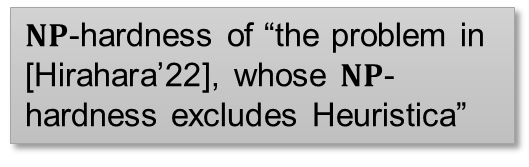 NP-hardness of “the problem in
[Hirahara’22], whose NP-
hardness excludes Heuristica”